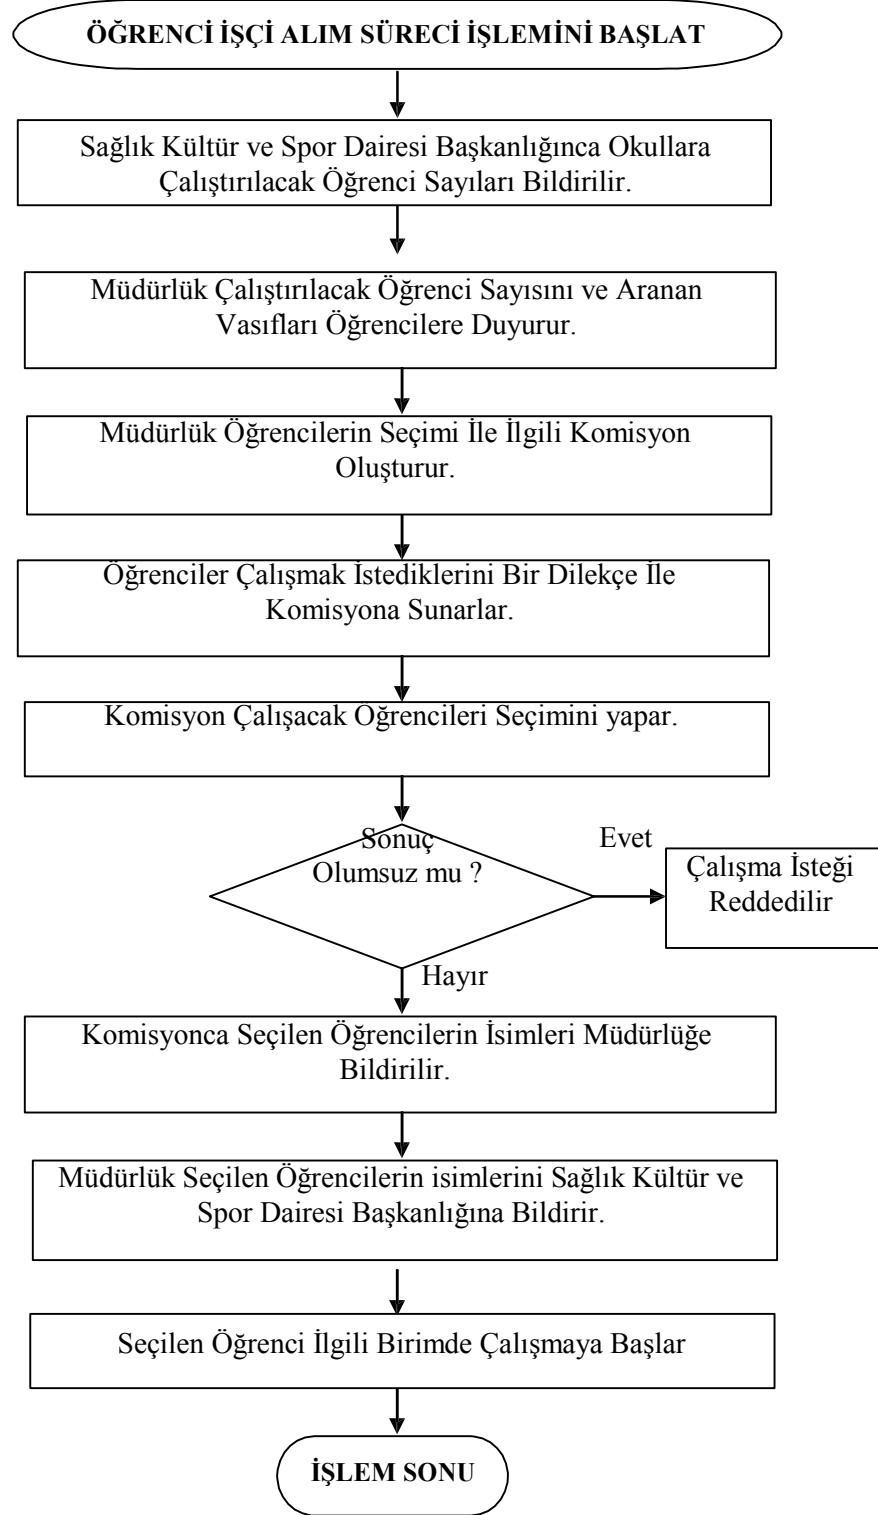 ÖĞRENCİ İŞÇİ ALIM SÜRECİ İŞLEMİNİ BAŞLAT
Sağlık Kültür ve Spor Dairesi Başkanlığınca Okullara
Çalıştırılacak Öğrenci Sayıları Bildirilir.
Müdürlük Çalıştırılacak Öğrenci Sayısını ve Aranan
Vasıfları Öğrencilere Duyurur.
Müdürlük Öğrencilerin Seçimi İle İlgili Komisyon
Oluşturur.
Öğrenciler Çalışmak İstediklerini Bir Dilekçe İle
Komisyona Sunarlar.
Komisyon Çalışacak Öğrencileri Seçimini yapar.
Sonuç
Olumsuz mu ?
Evet
Çalışma İsteği
Reddedilir
Hayır
Komisyonca Seçilen Öğrencilerin İsimleri Müdürlüğe
Bildirilir.
Müdürlük Seçilen Öğrencilerin isimlerini Sağlık Kültür ve
Spor Dairesi Başkanlığına Bildirir.
Seçilen Öğrenci İlgili Birimde Çalışmaya Başlar
İŞLEM SONU